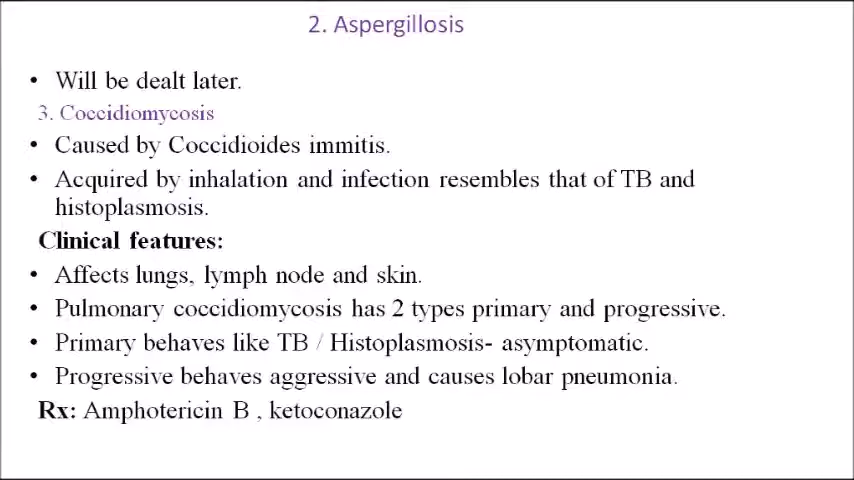 2. Aspergillosis
• Will be dealt later.
3. Coccidiomycosis
• Caused by Coccidioides immitis.
• Acquired by inhalation and infection resembles that of TB and
histoplasmosis.
Clinical features:
• Affects lungs, lymph node and skin.
• Pulmonary coccidiomycosis has 2 types primary and progressive.
• Primary behaves like TB / Histoplasmosis- asymptomatic.
• Progressive behaves aggressive and causes lobar pneumonia.
Rx: Amphotericin B , ketoconazole